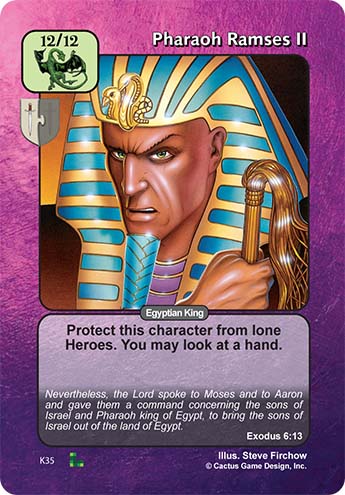 12/12
Pharaoh Ramses II
Egyptian King
Protect this character from lone
Heroes. You may look at a hand.
Nevertheless, the Lord spoke to Moses and to Aaron
and gave them a command concerning the sons of
Israel and Pharaoh king of Egypt, to bring the sons of
Israel out of the land of Egypt.
Exodus 6:13
K35
Illus. Steve Firchow
© Cactus Game Design, Inc.